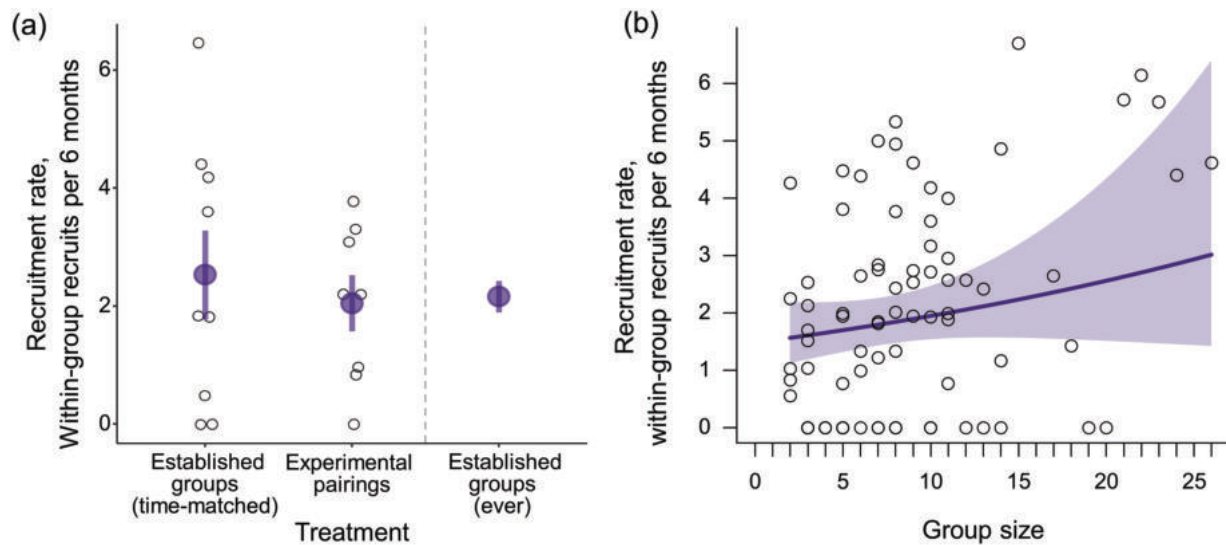 (a)
Recruitment rate,
Within-group recruits per 6 months
6
4
2
0
Established
groups
(time-matched)
Experimental
pairings
Established
groups
(ever)
Treatment
(b)
Recruitment rate,
within-group recruits per 6 months
6
5
4
3
2
1
0
0 5 10 15 20 25
Group size